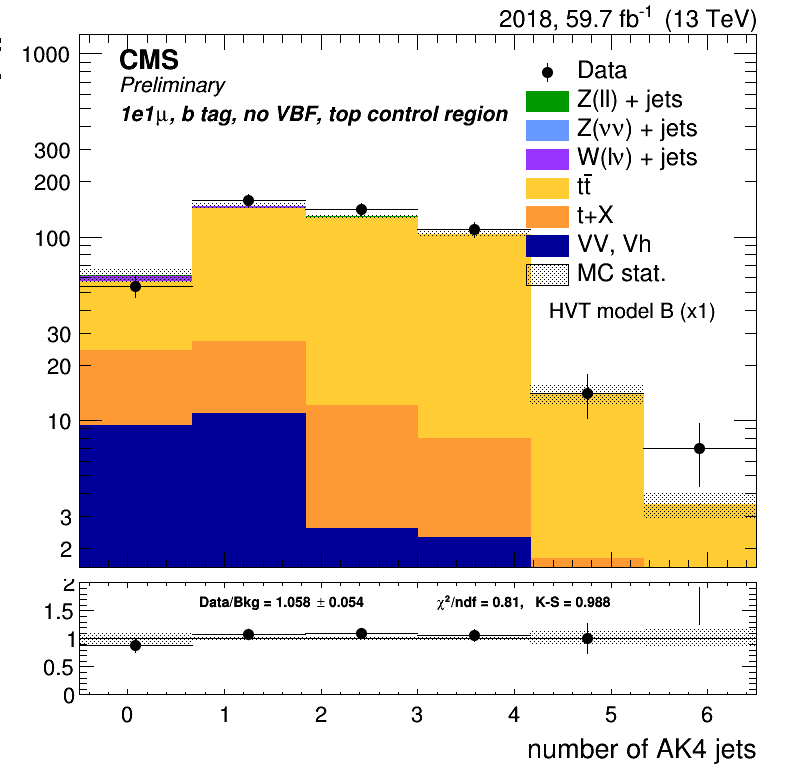 2018, 59.7 fb⁻¹ (13 TeV)
CMS
Preliminary
1e1μ, b tag, no VBF, top control region
Data
Z(ll) + jets
Z(νν) + jets
W(lν) + jets
tt̄
t+X
VV, Vh
MC stat.
HVT model B (x1)
1000
300
200
100
30
20
10
3
2
Data/Bkg = 1.058 ± 0.054
χ²/ndf = 0.81, K-S = 0.988
2
1.5
1
0.5
0
0 1 2 3 4 5 6
number of AK4 jets